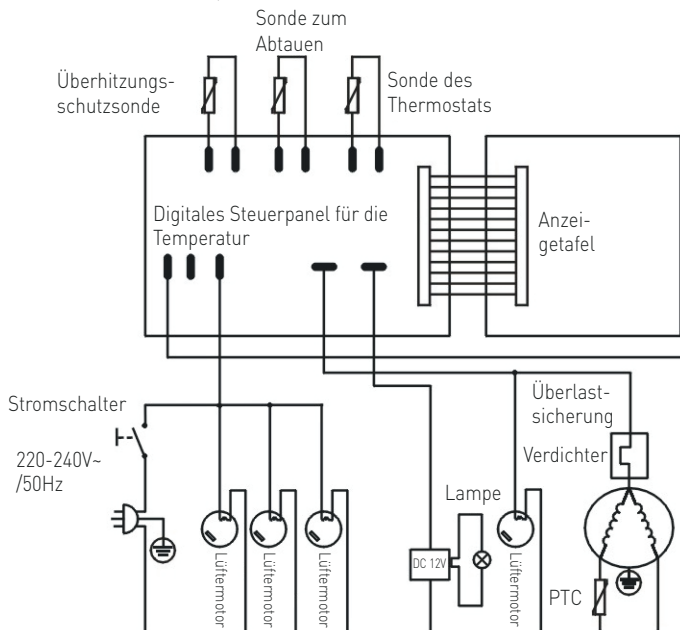 Sonde zum
Abtauen
Überhitzungs-
schutzsonde
Sonde des
Thermostats
Digitales Steuerpanel für die
Temperatur
Anzei-
getafel
Stromschalter
220-240V~
/50Hz
Überlast-
sicherung
Verdichter
Lampe
DC 12V
PTC
Lüftermotor
Lüftermotor
Lüftermotor
Lüftermotor